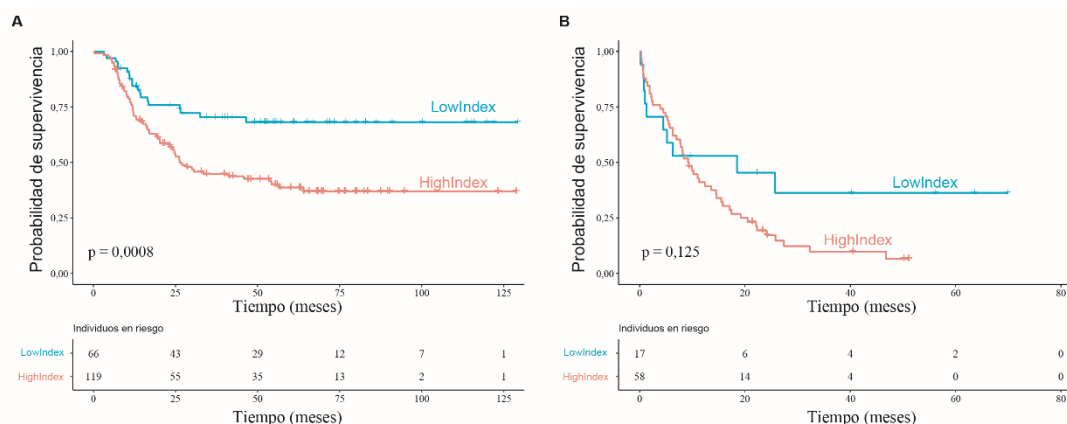 A
Probabilidad de supervivencia
1,00
0,75
0,50
0,25
0,00
LowIndex
HighIndex
p = 0,0008
0 25 50 75 100 125
Tiempo (meses)
Individuos en riesgo
LowIndex 66 43 29 12 7 1
HighIndex 119 55 35 13 2 1
0 25 50 75 100 125
Tiempo (meses)
B
Probabilidad de supervivencia
1,00
0,75
0,50
0,25
0,00
LowIndex
HighIndex
p = 0,125
0 20 40 60 80
Tiempo (meses)
Individuos en riesgo
LowIndex 17 6 4 2 0
HighIndex 58 14 4 0 0
0 20 40 60 80
Tiempo (meses)